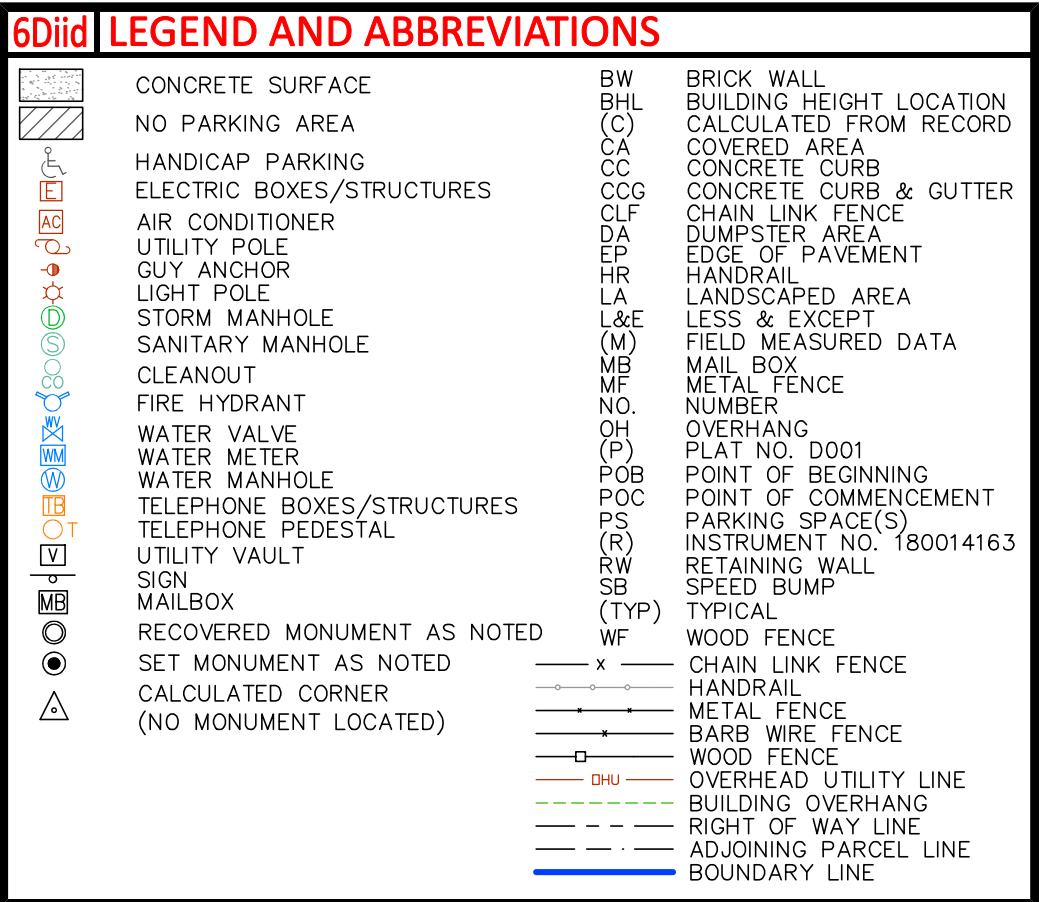 6Diid LEGEND AND ABBREVIATIONS
CONCRETE SURFACE
NO PARKING AREA
HANDICAP PARKING
E ELECTRIC BOXES/STRUCTURES
AC AIR CONDITIONER
UTILITY POLE
GUY ANCHOR
LIGHT POLE
D STORM MANHOLE
S SANITARY MANHOLE
CO CLEANOUT
FIRE HYDRANT
WV WATER VALVE
WM WATER METER
W WATER MANHOLE
TB TELEPHONE BOXES/STRUCTURES
T TELEPHONE PEDESTAL
V UTILITY VAULT
SIGN
MB MAILBOX
RECOVERED MONUMENT AS NOTED
SET MONUMENT AS NOTED
CALCULATED CORNER
(NO MONUMENT LOCATED)
BW BRICK WALL
BHL BUILDING HEIGHT LOCATION
(C) CALCULATED FROM RECORD
CA COVERED AREA
CC CONCRETE CURB
CCG CONCRETE CURB & GUTTER
CLF CHAIN LINK FENCE
DA DUMPSTER AREA
EP EDGE OF PAVEMENT
HR HANDRAIL
LA LANDSCAPED AREA
L&E LESS & EXCEPT
(M) FIELD MEASURED DATA
MB MAIL BOX
MF METAL FENCE
NO. NUMBER
OH OVERHANG
(P) PLAT NO. D001
POB POINT OF BEGINNING
POC POINT OF COMMENCEMENT
PS PARKING SPACE(S)
(R) INSTRUMENT NO. 180014163
RW RETAINING WALL
SB SPEED BUMP
(TYP) TYPICAL
WF WOOD FENCE
X CHAIN LINK FENCE
HANDRAIL
METAL FENCE
BARB WIRE FENCE
WOOD FENCE
OHU OVERHEAD UTILITY LINE
BUILDING OVERHANG
RIGHT OF WAY LINE
ADJOINING PARCEL LINE
BOUNDARY LINE